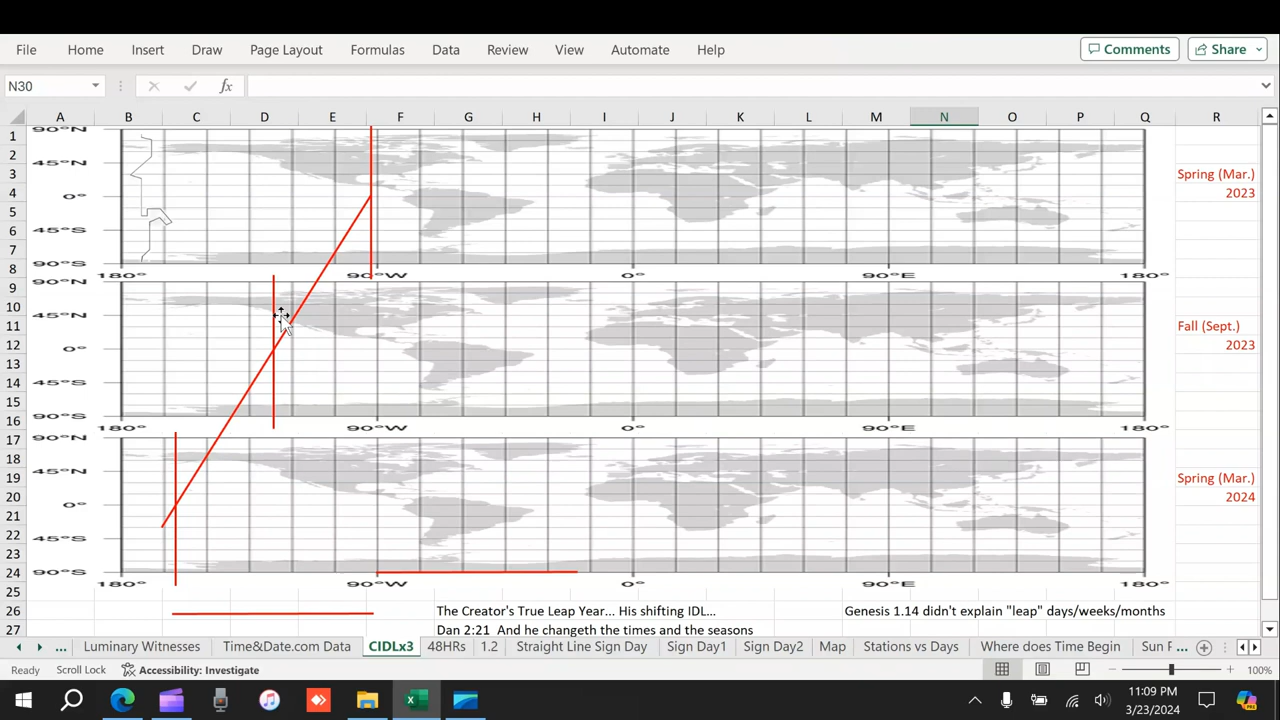 File Home Insert Draw Page Layout Formulas Data Review View Automate Help Comments Share
N30 fx
A B C D E F G H I J K L M N O P Q R
1 90°N
2 45°N
3 Spring (Mar.)
4 0° 2023
5
6 45°S
7
8 90°S
180° 90°W 0° 90°E 180°
9 90°N
10 45°N
11 Fall (Sept.)
12 0° 2023
13
14 45°S
15
16 90°S
180° 90°W 0° 90°E 180°
17 90°N
18 45°N
19 Spring (Mar.)
20 0° 2024
21
22 45°S
23
24 90°S
25 180° 90°W 0° 90°E 180°
26 The Creator's True Leap Year... His shifting IDL... Genesis 1.14 didn't explain "leap" days/weeks/months
27 Dan 2:21 And he changeth the times and the seasons
... Luminary Witnesses Time&Date.com Data CIDLx3 48HRs 1.2 Straight Line Sign Day Sign Day1 Sign Day2 Map Stations vs Days Where does Time Begin Sun F ...
Ready Scroll Lock Accessibility: Investigate 100%
11:09 PM
3/23/2024